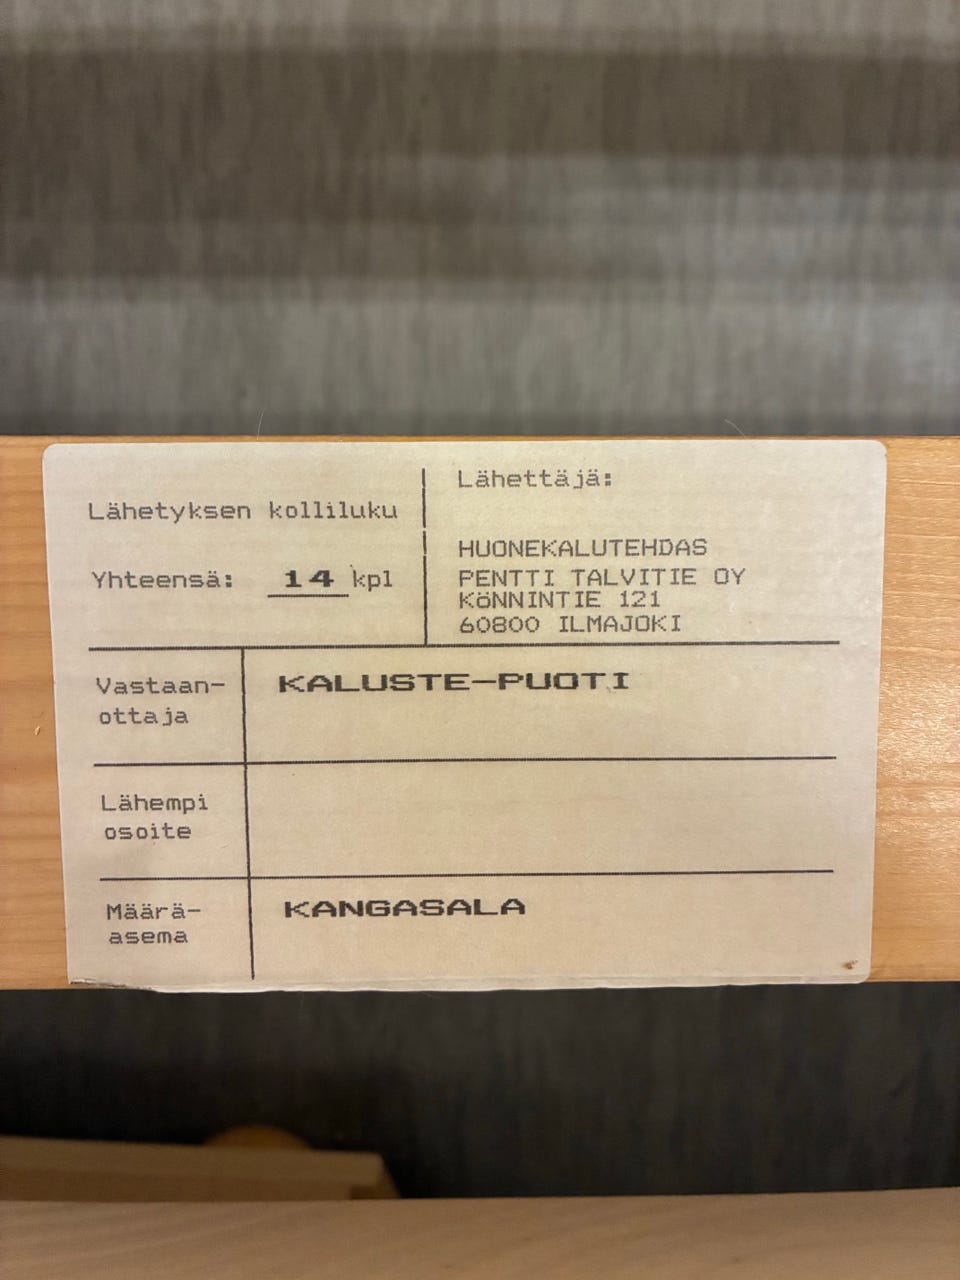 Lähetyksen kolliluku
Yhteensä: 14 kpl
Lähettäjä:
HUONEKALUTEHDAS
PENTTI TALVITIE OY
KöNNINTIE 121
60800 ILMAJOKI
Vastaan-
ottaja
KALUSTE-PUOTI
Lähempi
osoite
Määrä-
asema
KANGASALA